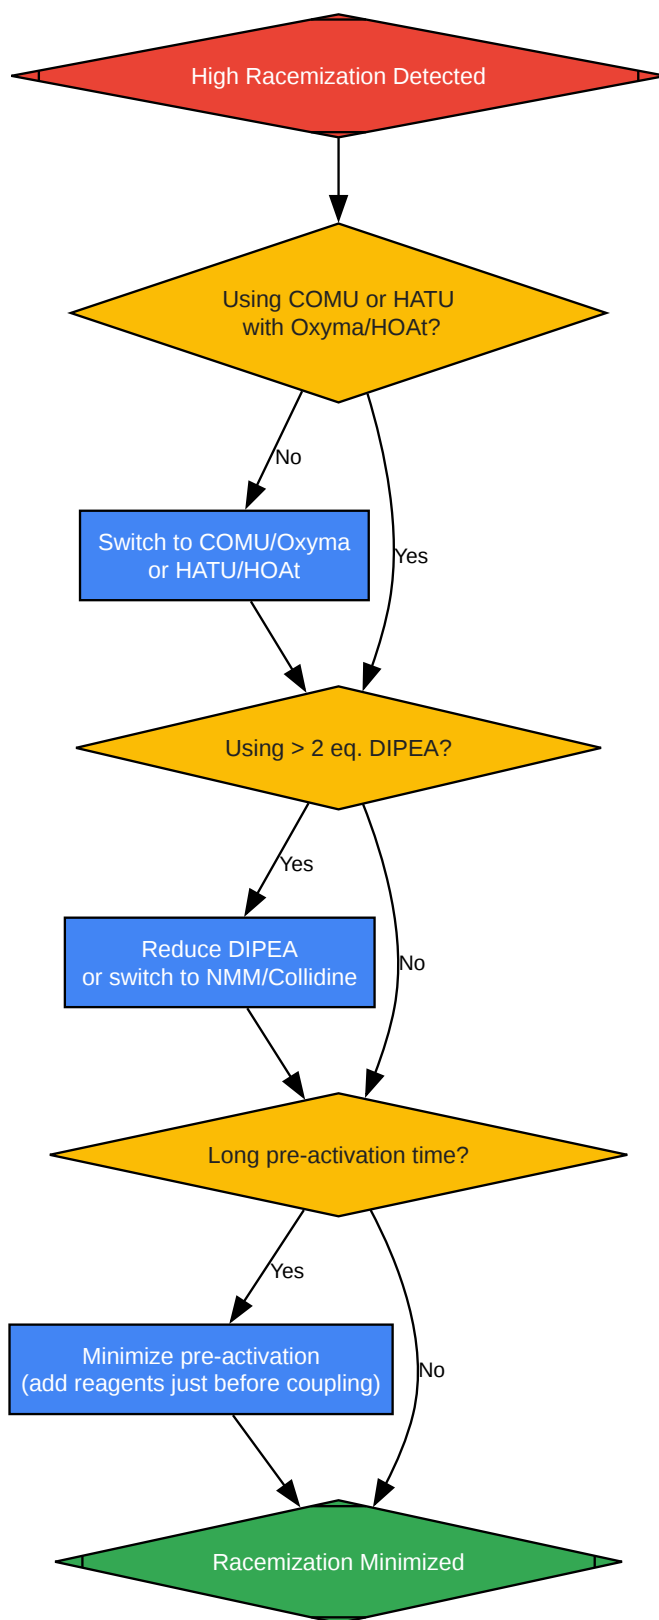 High Racemization Detected
Using COMU or HATU
with Oxyma/HOAt?
No
Switch to COMU/Oxyma
or HATU/HOAt
Yes
Using > 2 eq. DIPEA?
Yes
Reduce DIPEA
or switch to NMM/Collidine
No
Long pre-activation time?
Yes
Minimize pre-activation
(add reagents just before coupling)
No
Racemization Minimized